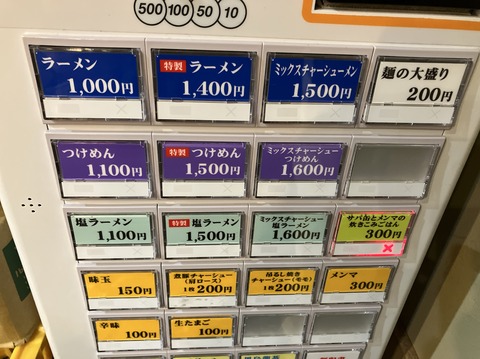 500 100 50 10
ラーメン
1,000円
特製 ラーメン
1,400円
ミックスチャーシューメン
1,500円
麺の大盛り
200円
つけめん
1,100円
特製 つけめん
1,500円
ミックスチャーシュー
つけめん
1,600円
塩ラーメン
1,100円
特製 塩ラーメン
1,500円
ミックスチャーシュー
塩ラーメン
1,600円
サバ缶とメンマの
炊きこみごはん
300円
味玉
150円
煮豚チャーシュー
(肩ロース)
1枚200円
吊るし焼き
チャーシュー(モモ)
1枚200円
メンマ
300円
辛味
100円
生たまご
100円